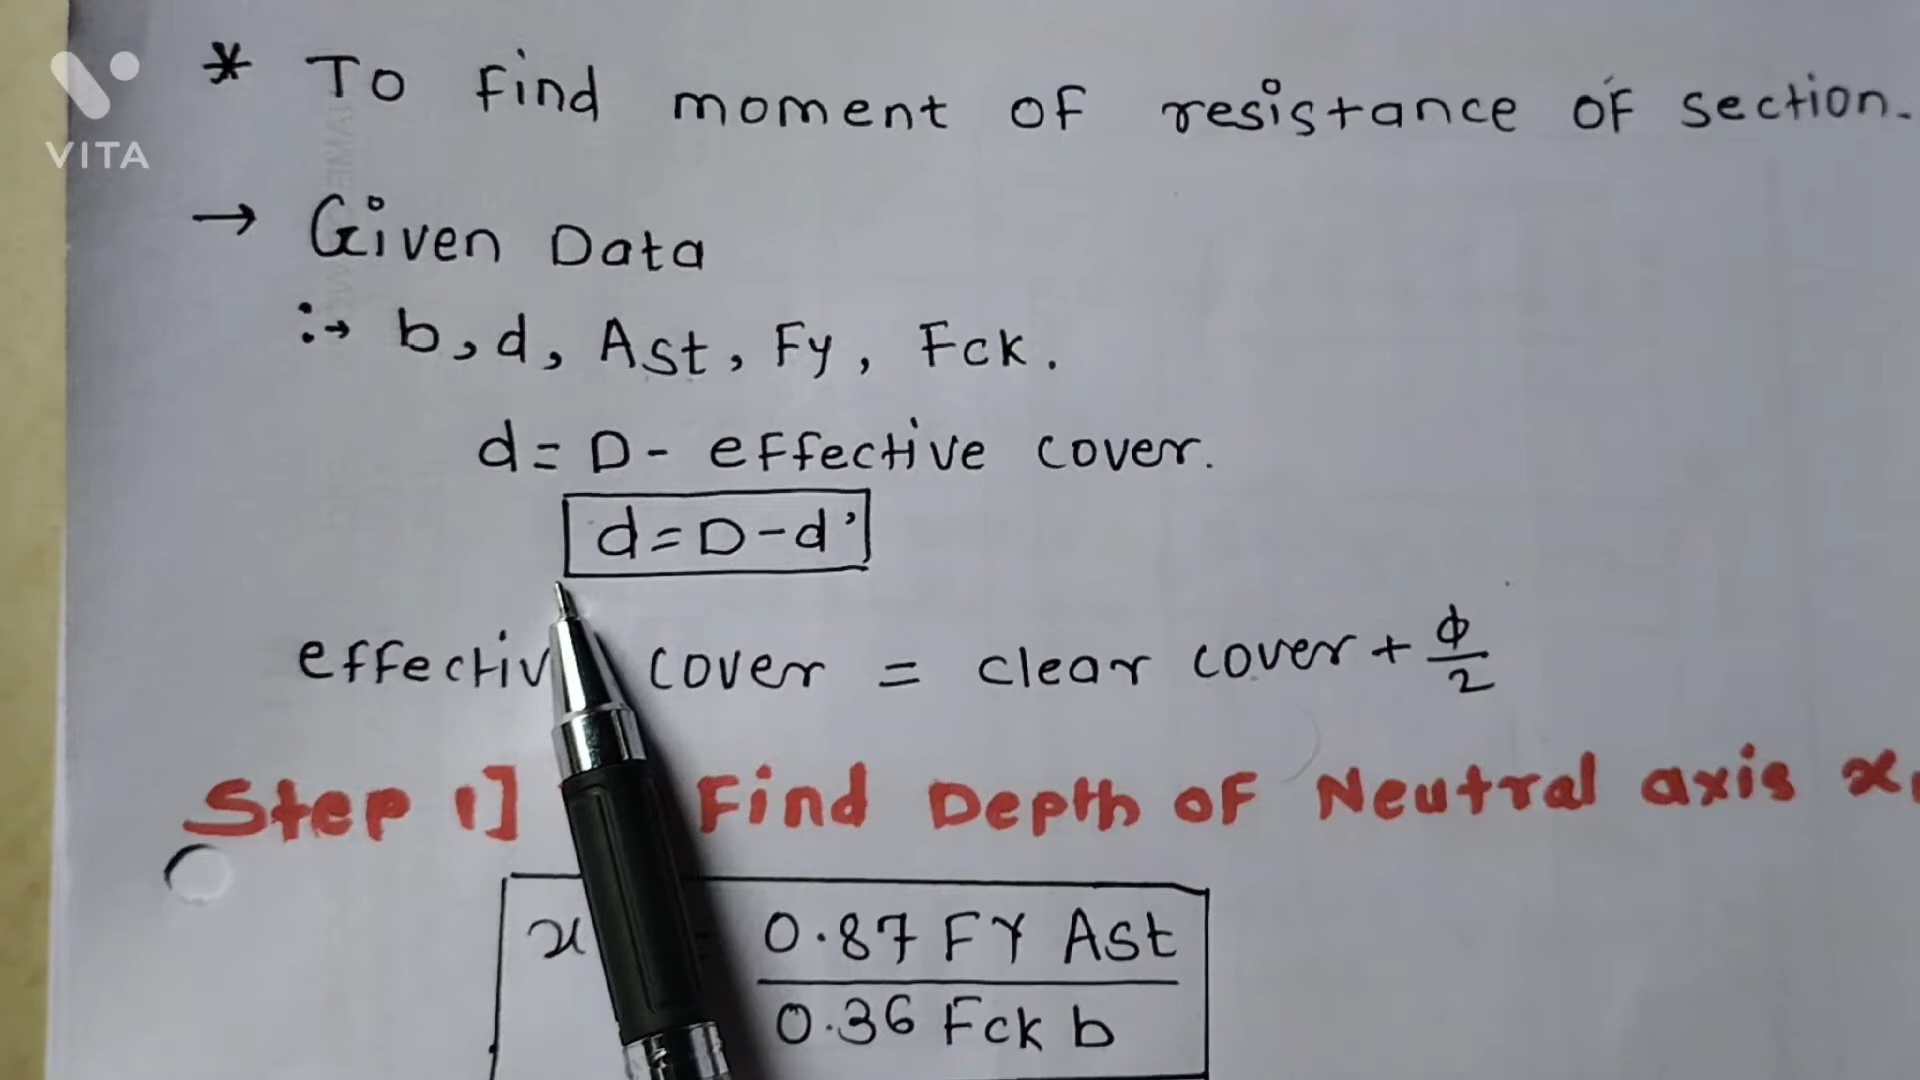 VITA
* To Find moment of resistance of section.
→ Given Data
:→ b, d, Ast, Fy, Fck.
d = D - effective cover.
d = D - d'
cover = clear cover + ϕ/2
Step 1] Find Depth of Neutral axis x
x = 0.87 FY Ast
0.36 Fck b